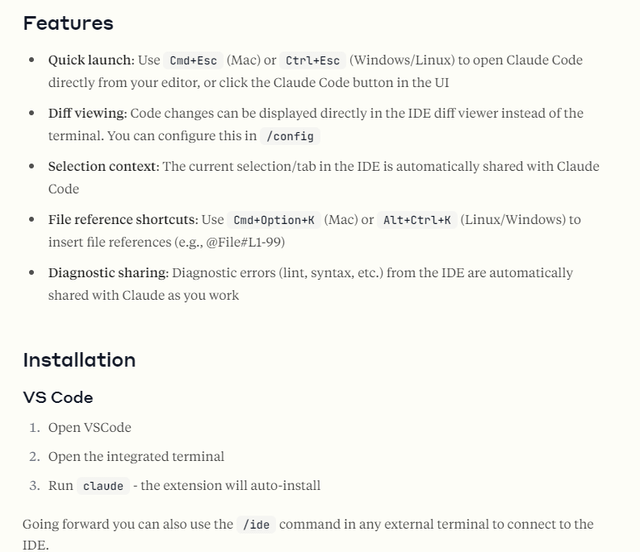 Features
• Quick launch: Use Cmd+Esc (Mac) or Ctrl+Esc (Windows/Linux) to open Claude Code
directly from your editor, or click the Claude Code button in the UI
• Diff viewing: Code changes can be displayed directly in the IDE diff viewer instead of the
terminal. You can configure this in /config
• Selection context: The current selection/tab in the IDE is automatically shared with Claude
Code
• File reference shortcuts: Use Cmd+Option+K (Mac) or Alt+Ctrl+K (Linux/Windows) to
insert file references (e.g., @File#L1-99)
• Diagnostic sharing: Diagnostic errors (lint, syntax, etc.) from the IDE are automatically
shared with Claude as you work
Installation
VS Code
1. Open VSCode
2. Open the integrated terminal
3. Run claude - the extension will auto-install
Going forward you can also use the /ide command in any external terminal to connect to the
IDE.